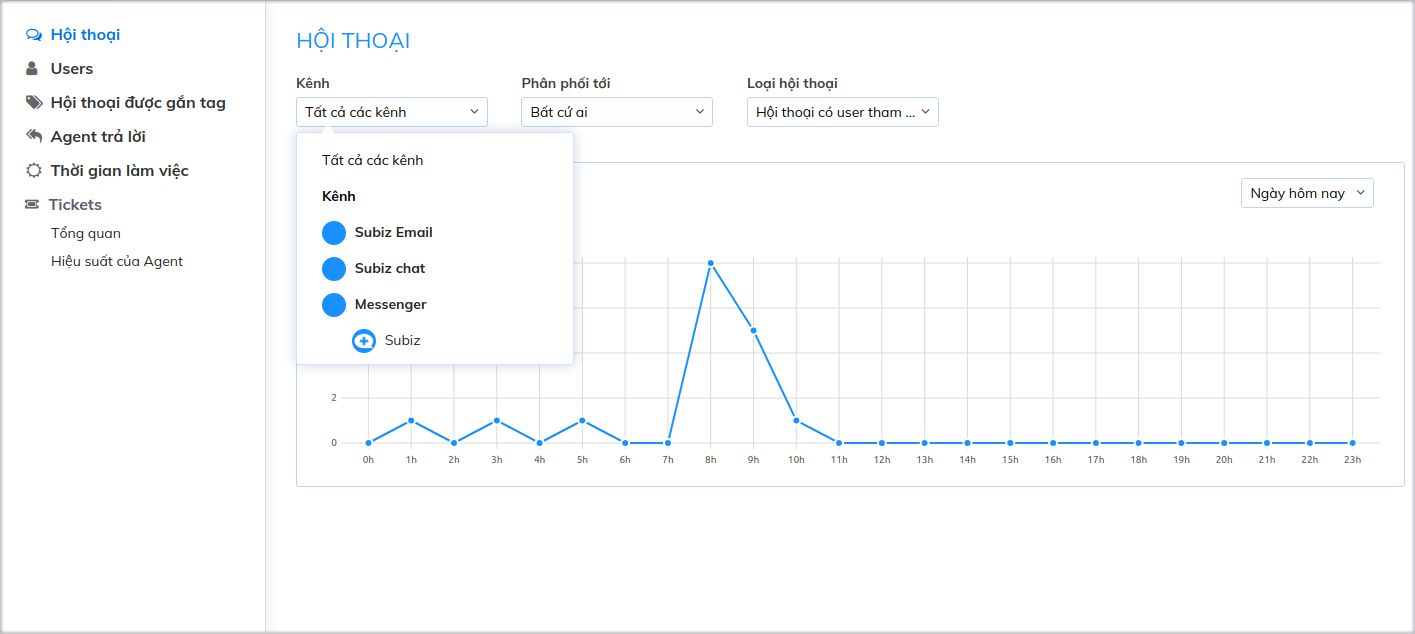 Hội thoại
Users
Hội thoại được gắn tag
Agent trả lời
Thời gian làm việc
Tickets
Tổng quan
Hiệu suất của Agent
HỘI THOẠI
Kênh
Phân phối tới
Loại hội thoại
Tất cả các kênh
Bất cứ ai
Hội thoại có user tham ...
Tất cả các kênh
Kênh
Subiz Email
Subiz chat
Messenger
Subiz
Ngày hôm nay
2
0
0h 1h 2h 3h 4h 5h 6h 7h 8h 9h 10h 11h 12h 13h 14h 15h 16h 17h 18h 19h 20h 21h 22h 23h